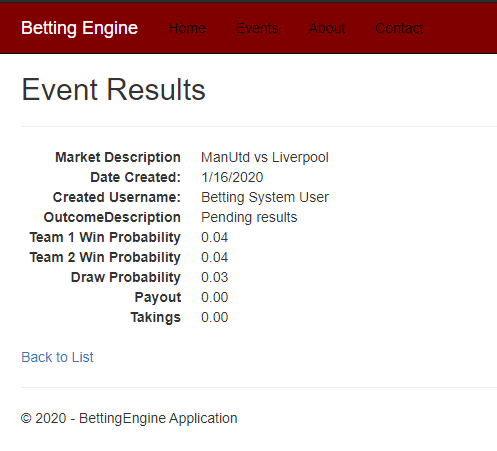 Betting Engine Home Events About Contact
Event Results
Market Description ManUtd vs Liverpool
Date Created: 1/16/2020
Created Username: Betting System User
OutcomeDescription Pending results
Team 1 Win Probability 0.04
Team 2 Win Probability 0.04
Draw Probability 0.03
Payout 0.00
Takings 0.00
Back to List
© 2020 - BettingEngine Application